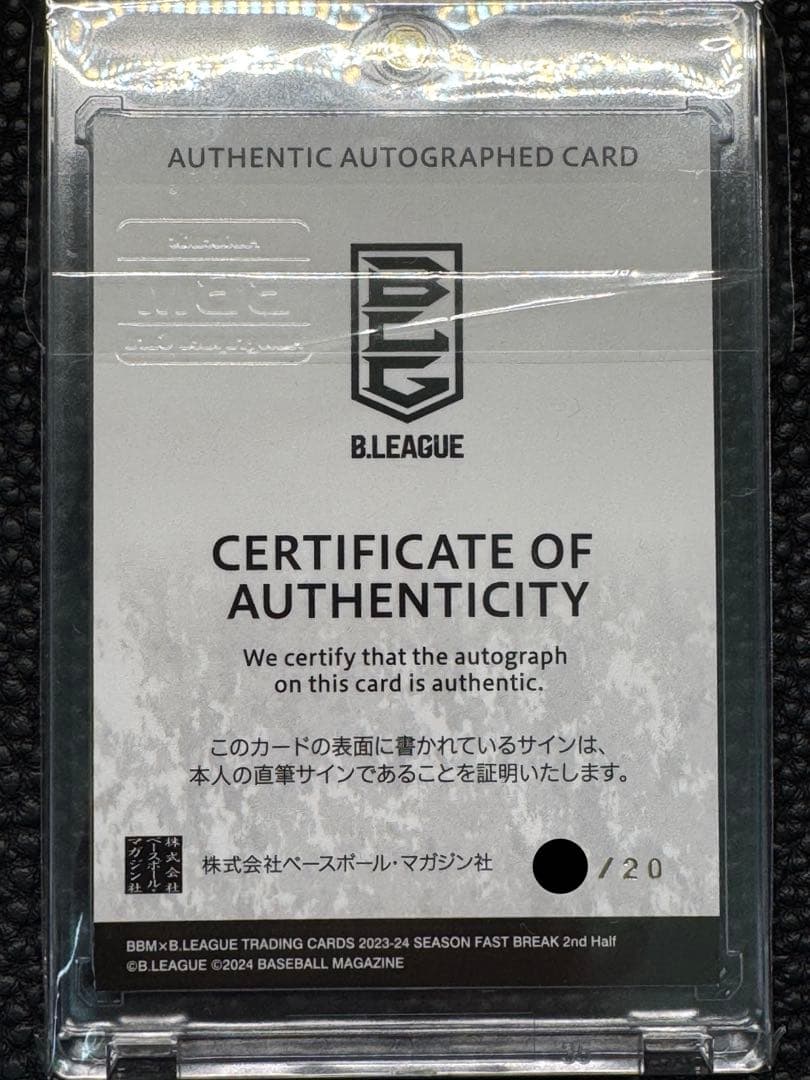 AUTHENTIC AUTOGRAPHED CARD
BLG
B.LEAGUE
CERTIFICATE OF
AUTHENTICITY
We certify that the autograph
on this card is authentic.
このカードの表面に書かれているサインは、
本人の直筆サインであることを証明いたします。
株式会社
ベースボール
マガジン社
株式会社ベースボール・マガジン社
/20
BBM×B.LEAGUE TRADING CARDS 2023-24 SEASON FAST BREAK 2nd Half
©B.LEAGUE ©2024 BASEBALL MAGAZINE